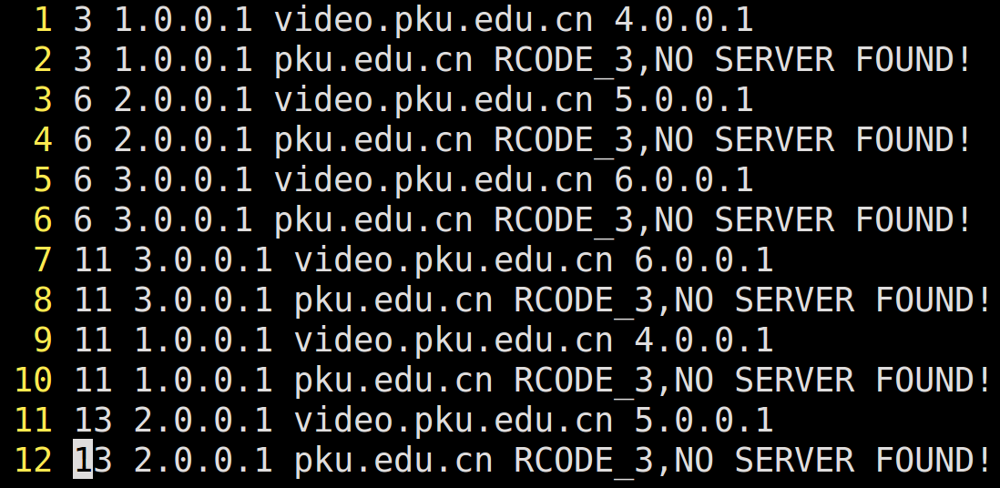 1 3 1.0.0.1 video.pku.edu.cn 4.0.0.1
2 3 1.0.0.1 pku.edu.cn RCODE_3,NO SERVER FOUND!
3 6 2.0.0.1 video.pku.edu.cn 5.0.0.1
4 6 2.0.0.1 pku.edu.cn RCODE_3,NO SERVER FOUND!
5 6 3.0.0.1 video.pku.edu.cn 6.0.0.1
6 6 3.0.0.1 pku.edu.cn RCODE_3,NO SERVER FOUND!
7 11 3.0.0.1 video.pku.edu.cn 6.0.0.1
8 11 3.0.0.1 pku.edu.cn RCODE_3,NO SERVER FOUND!
9 11 1.0.0.1 video.pku.edu.cn 4.0.0.1
10 11 1.0.0.1 pku.edu.cn RCODE_3,NO SERVER FOUND!
11 13 2.0.0.1 video.pku.edu.cn 5.0.0.1
12 13 2.0.0.1 pku.edu.cn RCODE_3,NO SERVER FOUND!